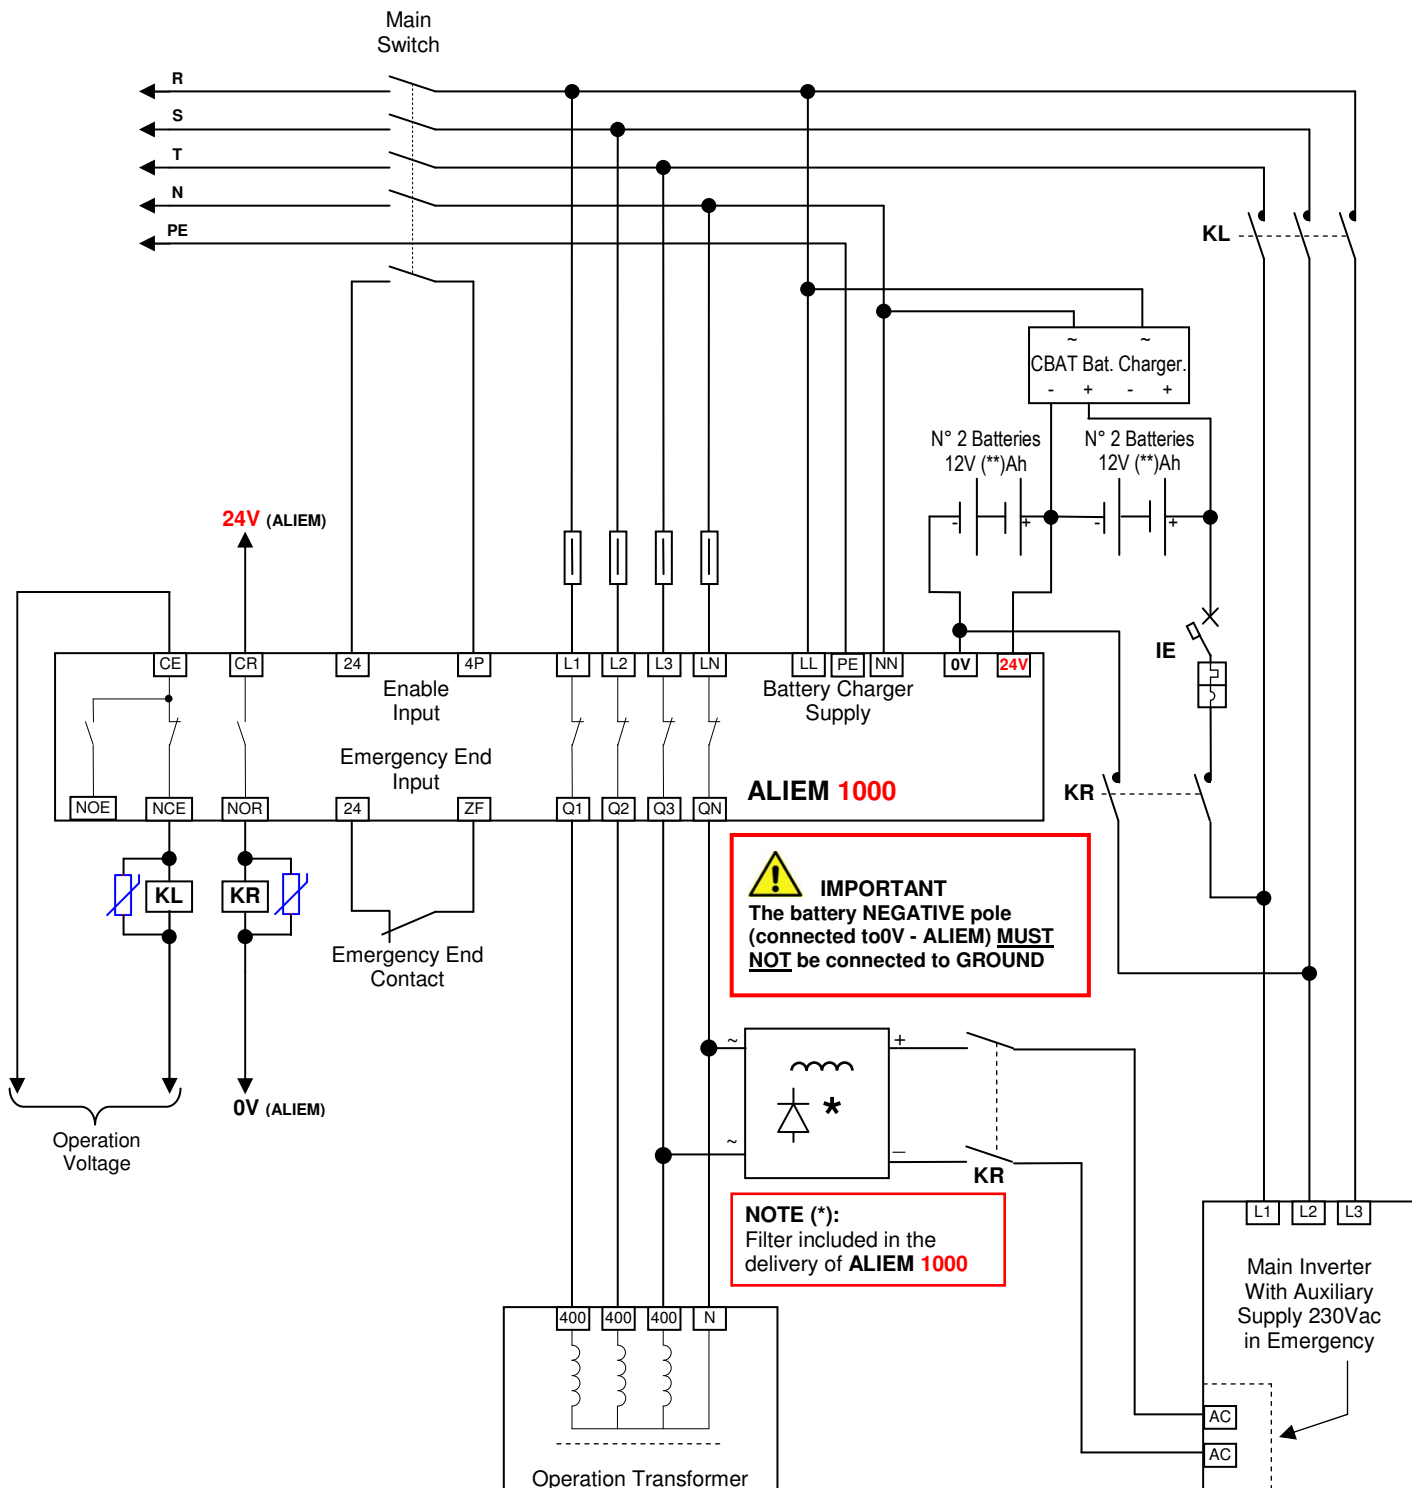 Main
Switch
R
S
T
N
PE
KL
~ ~
CBAT Bat. Charger.
- + - +
N° 2 Batteries
12V (**)Ah
N° 2 Batteries
12V (**)Ah
- +
- +
24V (ALIEM)
IE
CE
CR
24
4P
L1
L2
L3
LN
LL
PE
NN
0V
24V
Enable
Input
Battery Charger
Supply
Emergency End
Input
ALIEM 1000
KR
NOE
NCE
NOR
24
ZF
Q1
Q2
Q3
QN
KL
KR
Emergency End
Contact
IMPORTANT
The battery NEGATIVE pole
(connected to0V - ALIEM) MUST
NOT be connected to GROUND
~
+
*
~
–
KR
0V (ALIEM)
Operation
Voltage
NOTE (*):
Filter included in the
delivery of ALIEM 1000
L1
L2
L3
Main Inverter
With Auxiliary
Supply 230Vac
in Emergency
400
400
400
N
AC
AC
Operation Transformer